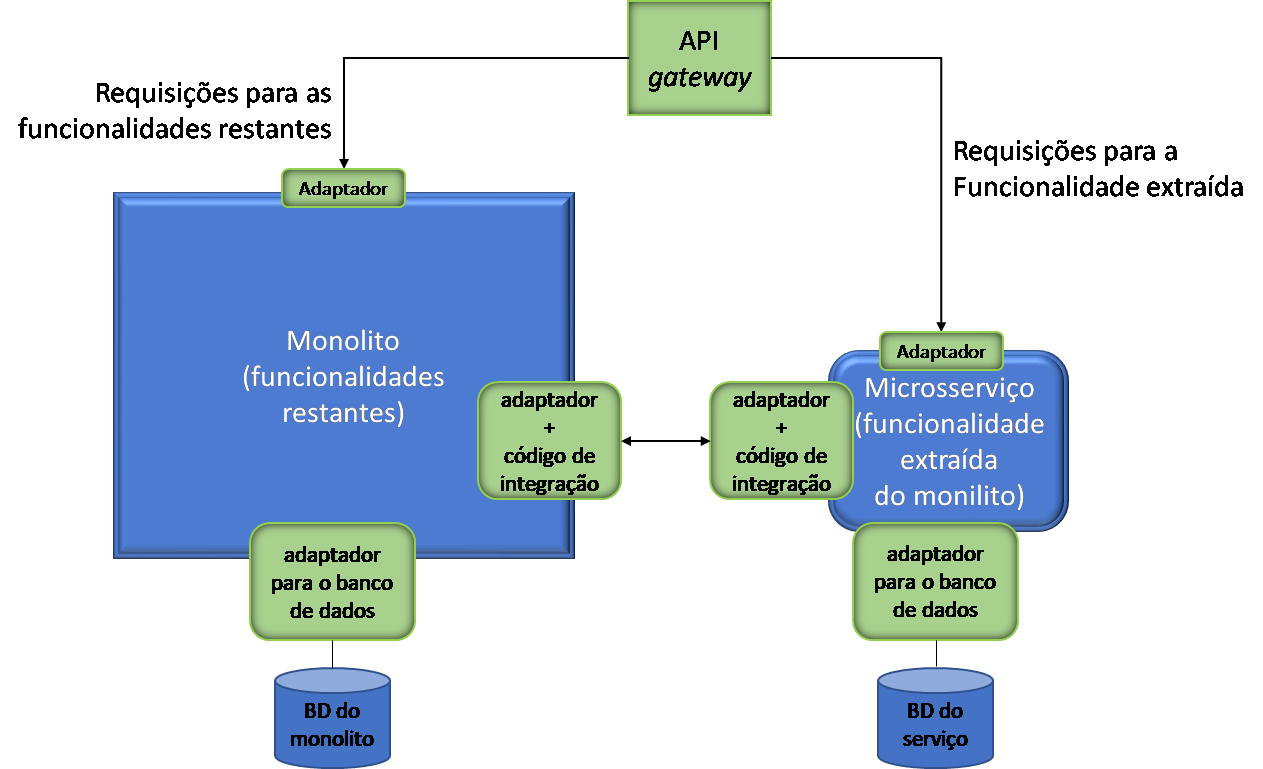 API
gateway
Requisições para as
funcionalidades restantes
Requisições para a
Funcionalidade extraída
Adaptador
Monolito
(funcionalidades
restantes)
adaptador
+
código de
integração
adaptador
+
código de
integração
Adaptador
Microsserviço
(funcionalidade
extraída
do monilito)
adaptador
para o banco
de dados
adaptador
para o banco
de dados
BD do
monolito
BD do
serviço